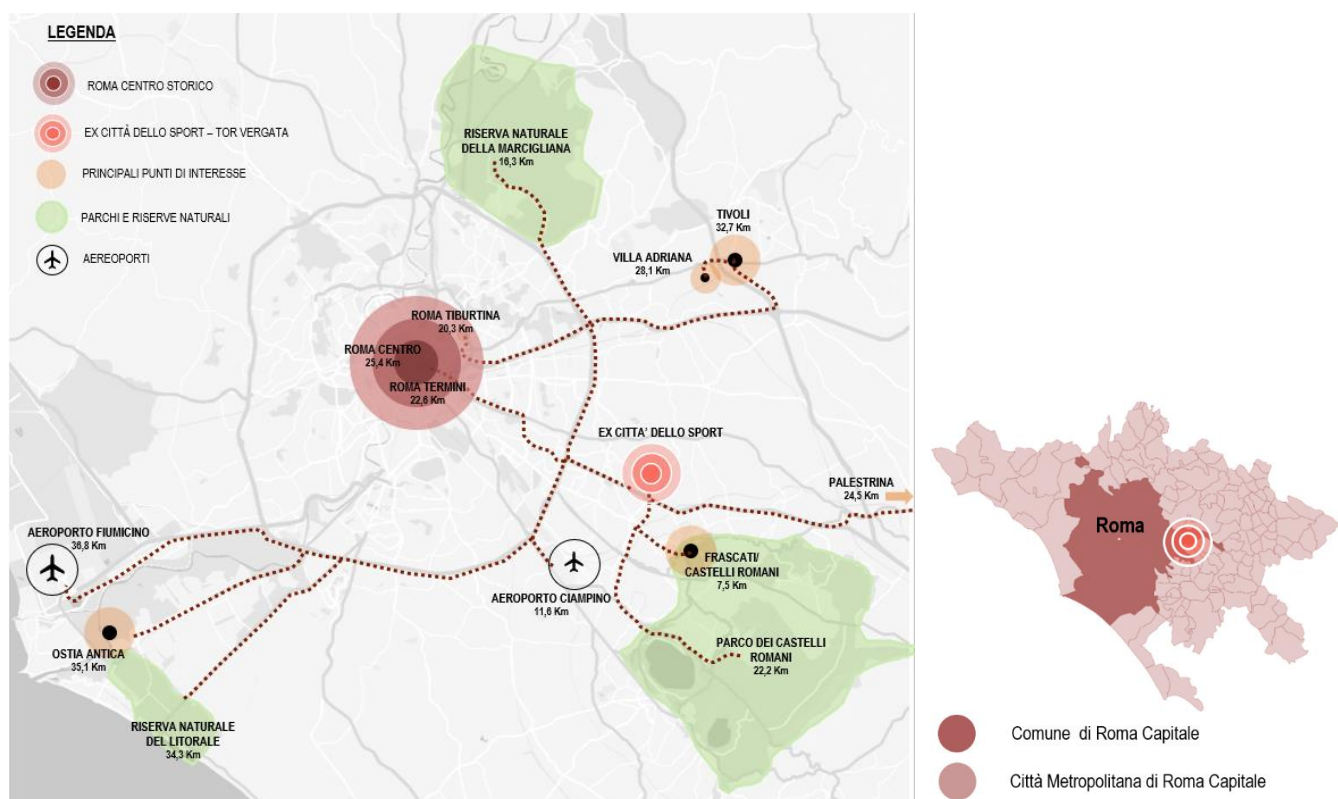 LEGENDA
ROMA CENTRO STORICO
EX CITTÀ DELLO SPORT – TOR VERGATA
PRINCIPALI PUNTI DI INTERESSE
PARCHI E RISERVE NATURALI
AEREOPORTI
RISERVA NATURALE
DELLA MARCIGLIANA
16,3 Km
TIVOLI
32,7 Km
VILLA ADRIANA
28,1 Km
ROMA TIBURTINA
20,3 Km
ROMA CENTRO
25,4 Km
ROMA TERMINI
22,6 Km
EX CITTA' DELLO SPORT
PALESTRINA
24,5 Km
AEROPORTO FIUMICINO
36,8 Km
FRASCATI/
CASTELLI ROMANI
7,5 Km
AEROPORTO CIAMPINO
11,6 Km
OSTIA ANTICA
35,1 Km
PARCO DEI CASTELLI
ROMANI
22,2 Km
RISERVA NATURALE
DEL LITORALE
34,3 Km
Roma
Comune di Roma Capitale
Città Metropolitana di Roma Capitale